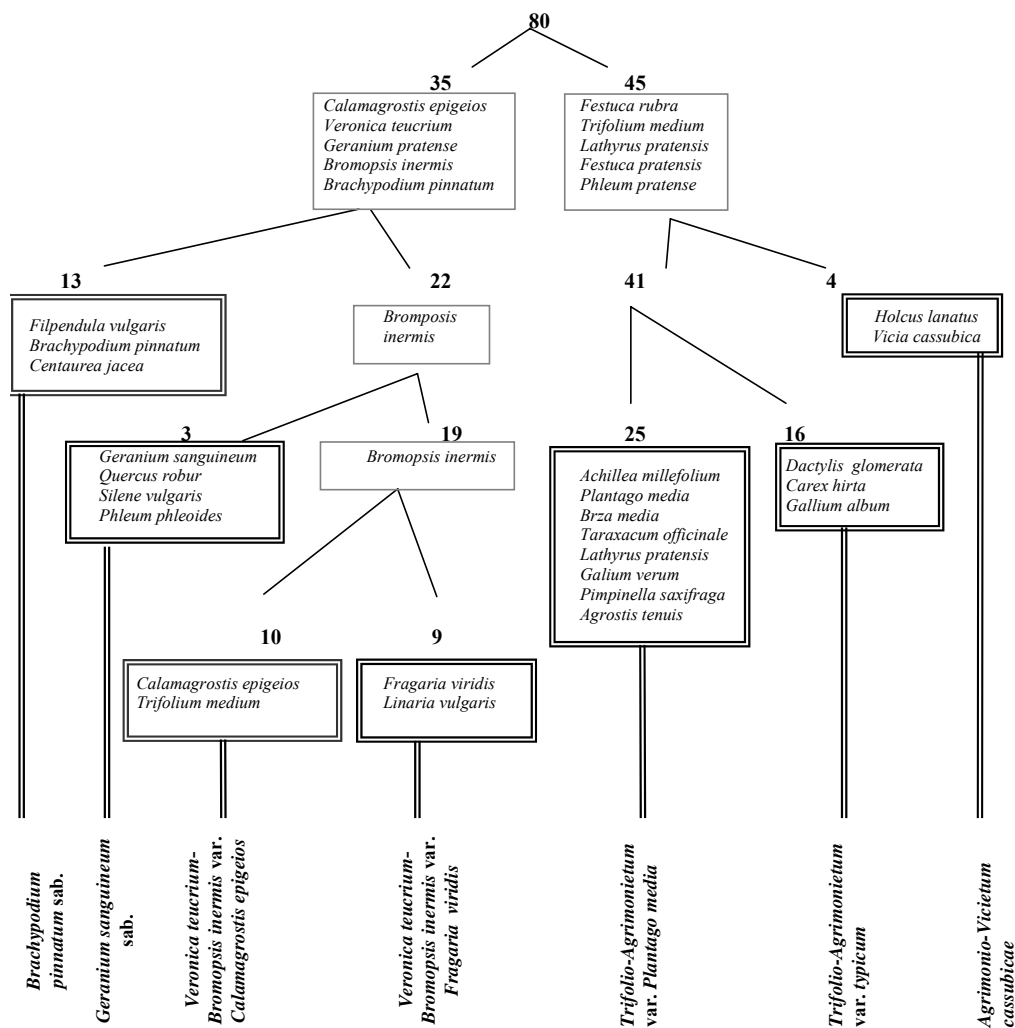 80
35
45
Calamagrostis epigeios
Veronica teucrium
Geranium pratense
Bromopsis inermis
Brachypodium pinnatum
Festuca rubra
Trifolium medium
Lathyrus pratensis
Festuca pratensis
Phleum pratense
13
22
41
4
Filpendula vulgaris
Brachypodium pinnatum
Centaurea jacea
Bromposis
inermis
Holcus lanatus
Vicia cassubica
3
19
25
16
Geranium sanguineum
Quercus robur
Silene vulgaris
Phleum phleoides
Bromopsis inermis
Achillea millefolium
Plantago media
Brza media
Taraxacum officinale
Lathyrus pratensis
Galium verum
Pimpinella saxifraga
Agrostis tenuis
Dactylis glomerata
Carex hirta
Gallium album
10
9
Calamagrostis epigeios
Trifolium medium
Fragaria viridis
Linaria vulgaris
Brachypodium
pinnatum sab.
Geranium sanguineum
sab.
Veronica teucrium-
Bromopsis inermis var.
Calamagrostis epigeios
Veronica teucrium-
Bromopsis inermis var.
Fragaria viridis
Trifolio-Agrimonietum
var. Plantago media
Trifolio-Agrimonietum
var. typicum
Agrimonio-Vicietum
cassubicae